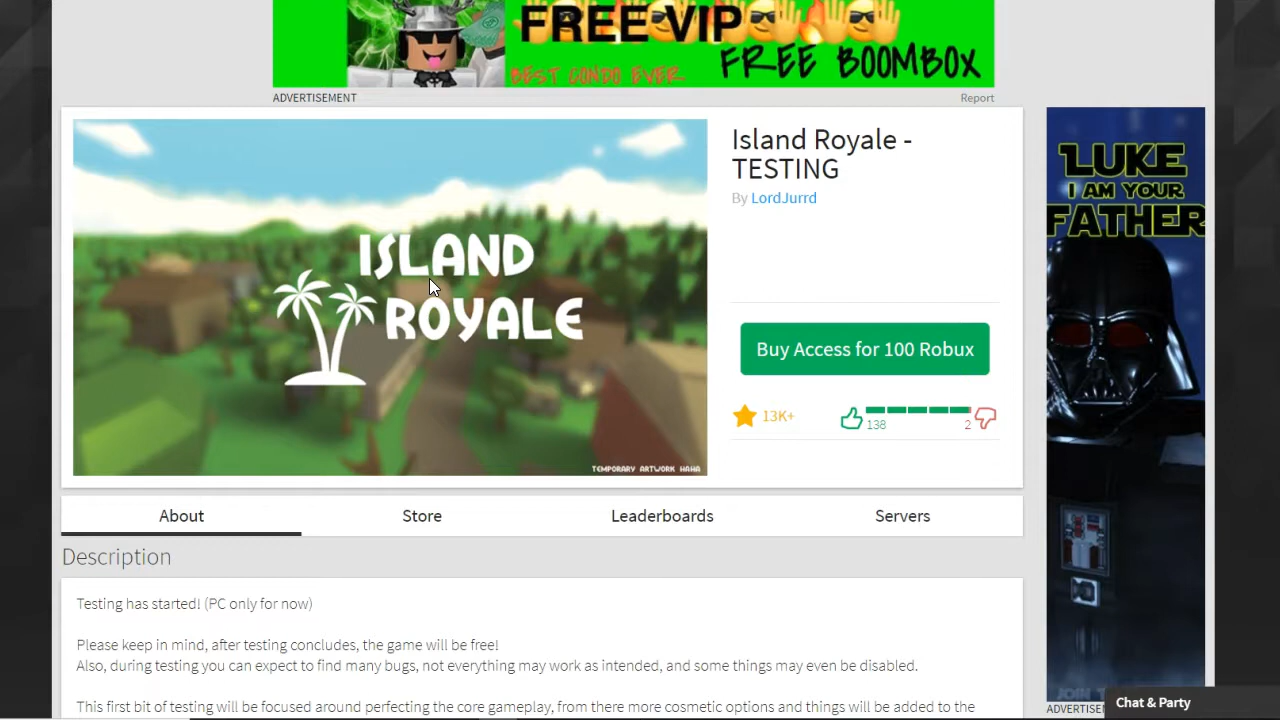 FREE VIP
BEST CONDO EVER
FREE BOOMBOX
ADVERTISEMENT
Report
ISLAND
ROYALE
TEMPORARY ARTWORK HAHA
Island Royale -
TESTING
By LordJurrd
Buy Access for 100 Robux
13K+
138
2
LUKE
I AM YOUR
FATHER
About
Store
Leaderboards
Servers
Description
Testing has started! (PC only for now)
Please keep in mind, after testing concludes, the game will be free!
Also, during testing you can expect to find many bugs, not everything may work as intended, and some things may even be disabled.
This first bit of testing will be focused around perfecting the core gameplay, from there more cosmetic options and things will be added to the
JOIN
ADVERTISEM
Chat & Party